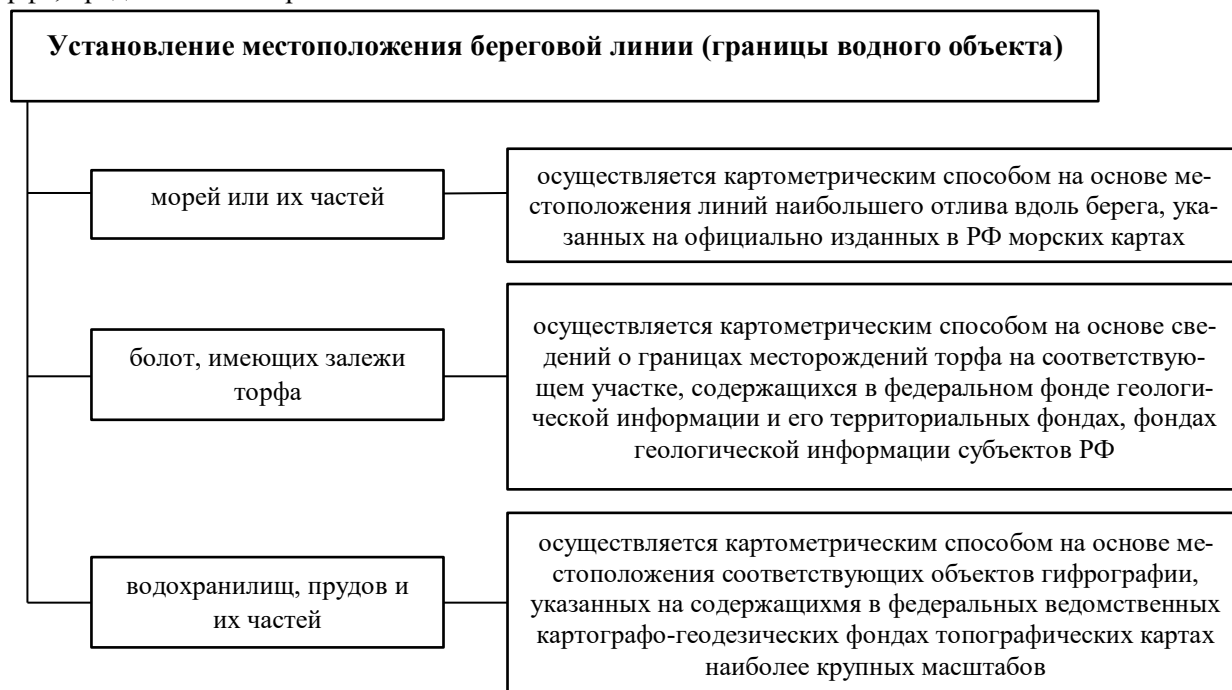 Установление местоположения береговой линии (границы водного объекта)
морей или их частей
осуществляется картометрическим способом на основе ме-
стоположения линий наибольшего отлива вдоль берега, ука-
занных на официально изданных в РФ морских картах
болот, имеющих залежи
торфа
осуществляется картометрическим способом на основе све-
дений о границах месторождений торфа на соответствую-
щем участке, содержащихся в федеральном фонде геологи-
ческой информации и его территориальных фондах, фондах
геологической информации субъектов РФ
водохранилищ, прудов и
их частей
осуществляется картометрическим способом на основе ме-
стоположения соответствующих объектов гифрографии,
указанных на содержащихмя в федеральных ведомственных
картографо-геодезических фондах топографических картах
наиболее крупных масштабов